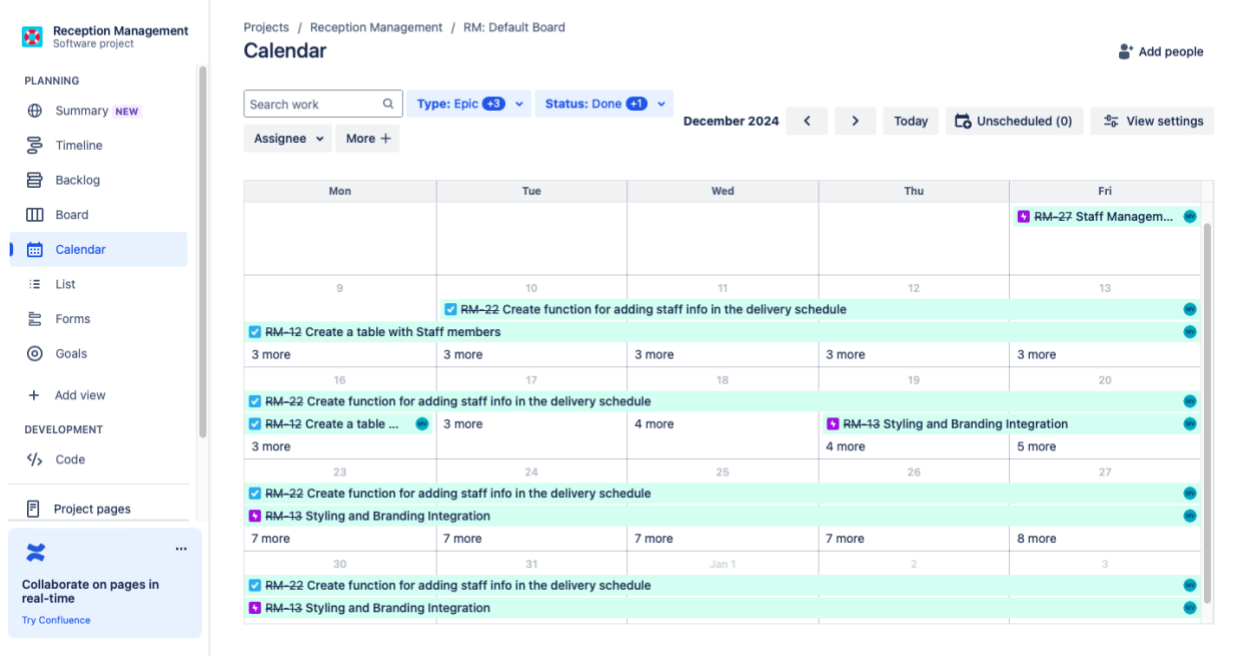 Reception Management
Software project
PLANNING
Summary NEW
Timeline
Backlog
Board
Calendar
List
Forms
Goals
Add view
DEVELOPMENT
Code
Project pages
Collaborate on pages in
real-time
Try Confluence
Projects / Reception Management / RM: Default Board
Calendar
Add people
Search work
Type: Epic +3
Status: Done +1
Assignee
More +
December 2024
Today
Unscheduled (0)
View settings
Mon Tue Wed Thu Fri
RM-27 Staff Managem...
9 10 11 12 13
RM-22 Create function for adding staff info in the delivery schedule
RM-12 Create a table with Staff members
3 more 3 more 3 more 3 more 3 more
16 17 18 19 20
RM-22 Create function for adding staff info in the delivery schedule
RM-12 Create a table ... 3 more 4 more RM-13 Styling and Branding Integration
3 more 4 more 5 more
23 24 25 26 27
RM-22 Create function for adding staff info in the delivery schedule
RM-13 Styling and Branding Integration
7 more 7 more 7 more 7 more 8 more
30 31 Jan 1 2 3
RM-22 Create function for adding staff info in the delivery schedule
RM-13 Styling and Branding Integration